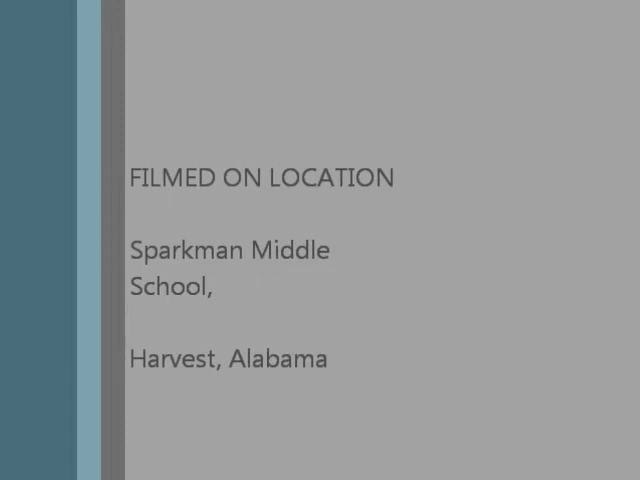 FILMED ON LOCATION
Sparkman Middle
School,
Harvest, Alabama